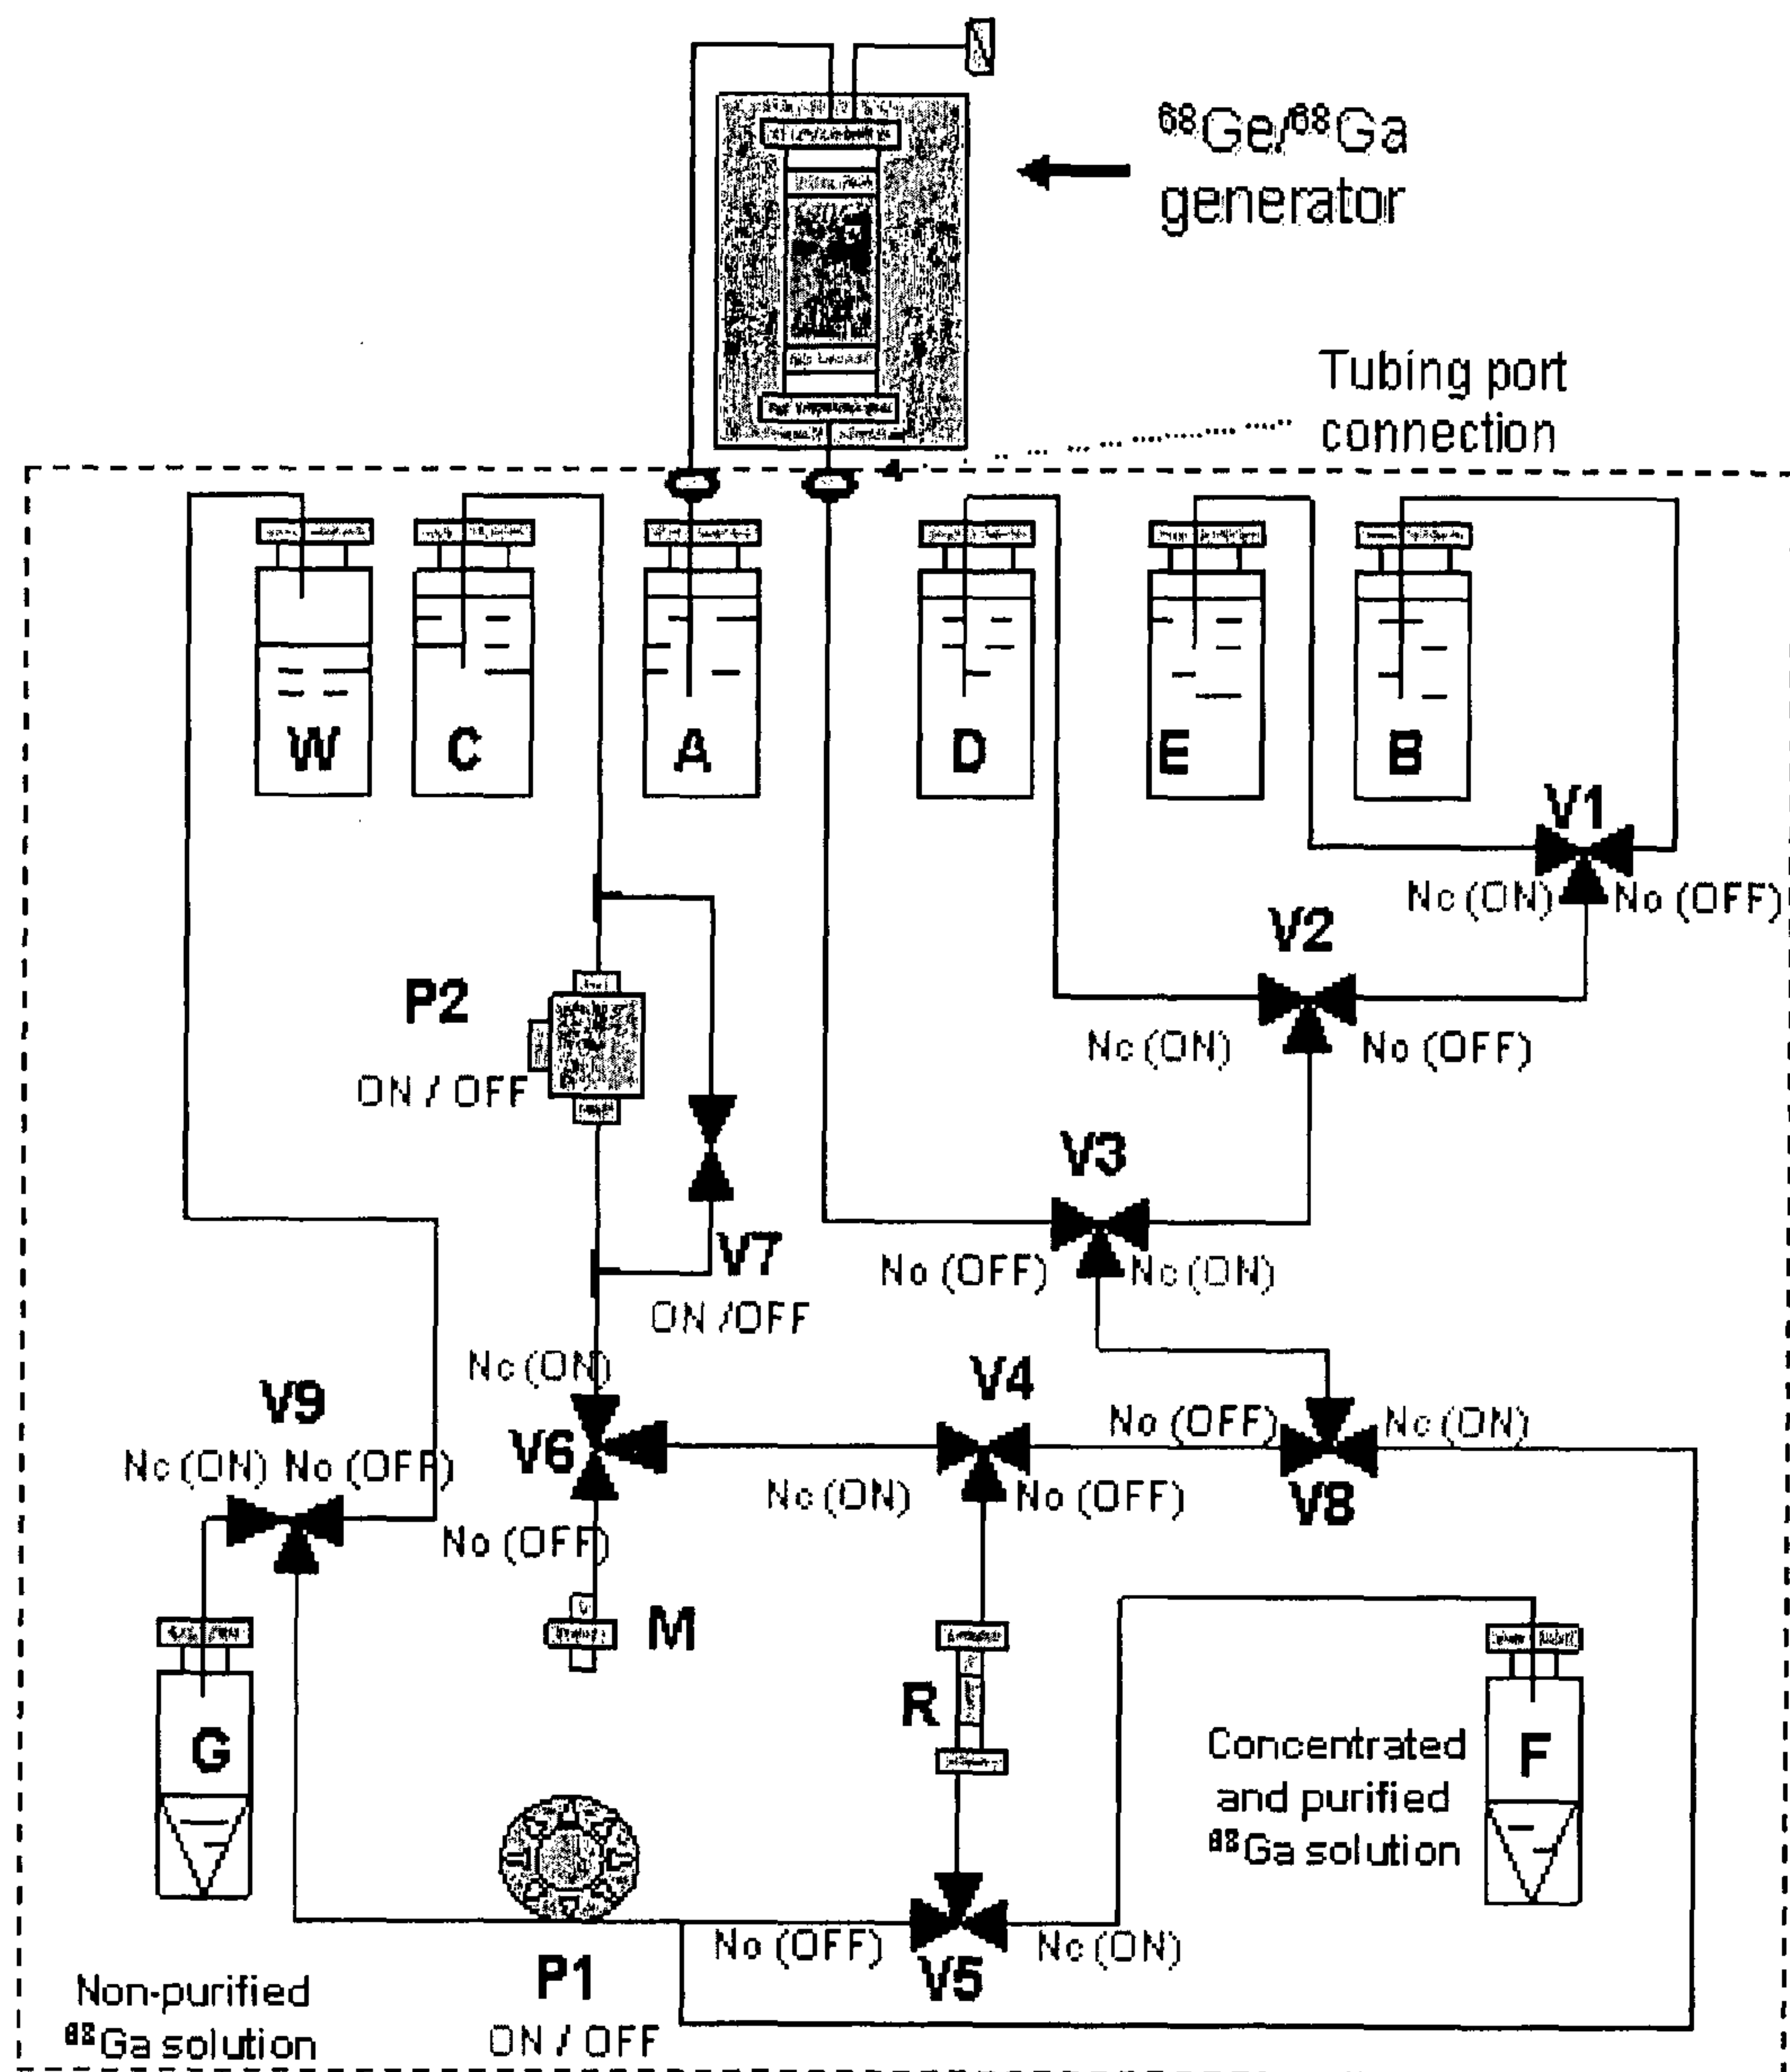 ⁶⁸Ge/⁶⁸Ga
generator
Tubing port
connection
W
C
A
D
E
B
V1
Nc (ON)
No (OFF)
V2
P2
Nc (ON)
No (OFF)
ON / OFF
V3
V7
No (OFF)
Nc (ON)
ON /OFF
Nc (ON)
V4
V9
No (OFF)
Nc (ON)
V6
Nc (ON)
No (OFF)
Nc (ON)
No (OFF)
V8
No (OFF)
M
R
G
Concentrated
and purified
⁶⁸Ga solution
F
No (OFF)
Nc (ON)
P1
V5
Non-purified
⁶⁸Ga solution
ON / OFF